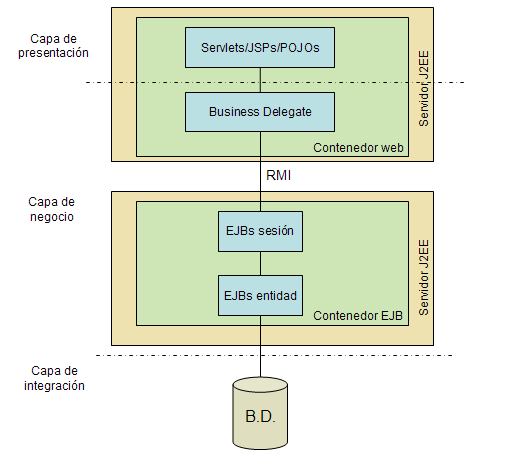 Capa de
presentación
Servlets/JSPs/POJOs
Servidor J2EE
Business Delegate
Contenedor web
RMI
Capa de
negocio
EJBs sesión
Servidor J2EE
EJBs entidad
Contenedor EJB
Capa de
integración
B.D.